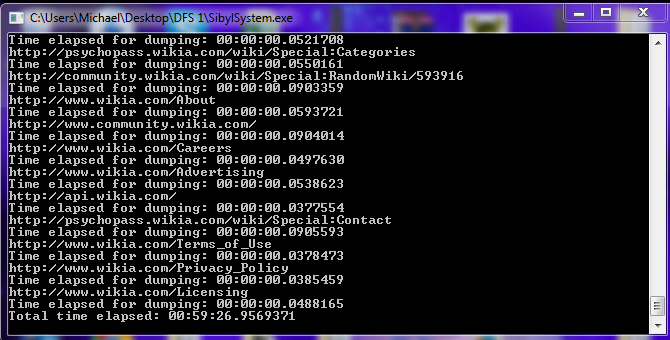 C:\Users\Michael\Desktop\DFS 1\SibylSystem.exe
Time elapsed for dumping: 00:00:00.0521708
http://psychopass.wikia.com/wiki/Special:Categories
Time elapsed for dumping: 00:00:00.0550161
http://community.wikia.com/wiki/Special:RandomWiki/593916
Time elapsed for dumping: 00:00:00.0903359
http://www.wikia.com/About
Time elapsed for dumping: 00:00:00.0593721
http://www.community.wikia.com/
Time elapsed for dumping: 00:00:00.0904014
http://www.wikia.com/Careers
Time elapsed for dumping: 00:00:00.0497630
http://www.wikia.com/Advertising
Time elapsed for dumping: 00:00:00.0538623
http://api.wikia.com/
Time elapsed for dumping: 00:00:00.0377554
http://psychopass.wikia.com/wiki/Special:Contact
Time elapsed for dumping: 00:00:00.0905593
http://www.wikia.com/Terms_of_Use
Time elapsed for dumping: 00:00:00.0378473
http://www.wikia.com/Privacy_Policy
Time elapsed for dumping: 00:00:00.0385459
http://www.wikia.com/Licensing
Time elapsed for dumping: 00:00:00.0488165
Total time elapsed: 00:59:26.9569371